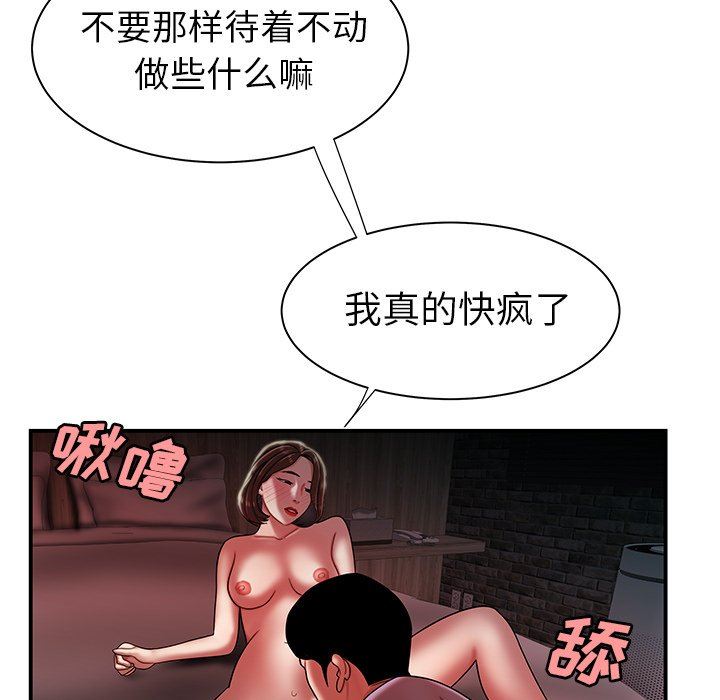 不要那样待着不动
做些什么嘛
我真的快疯了
啾噜
舔